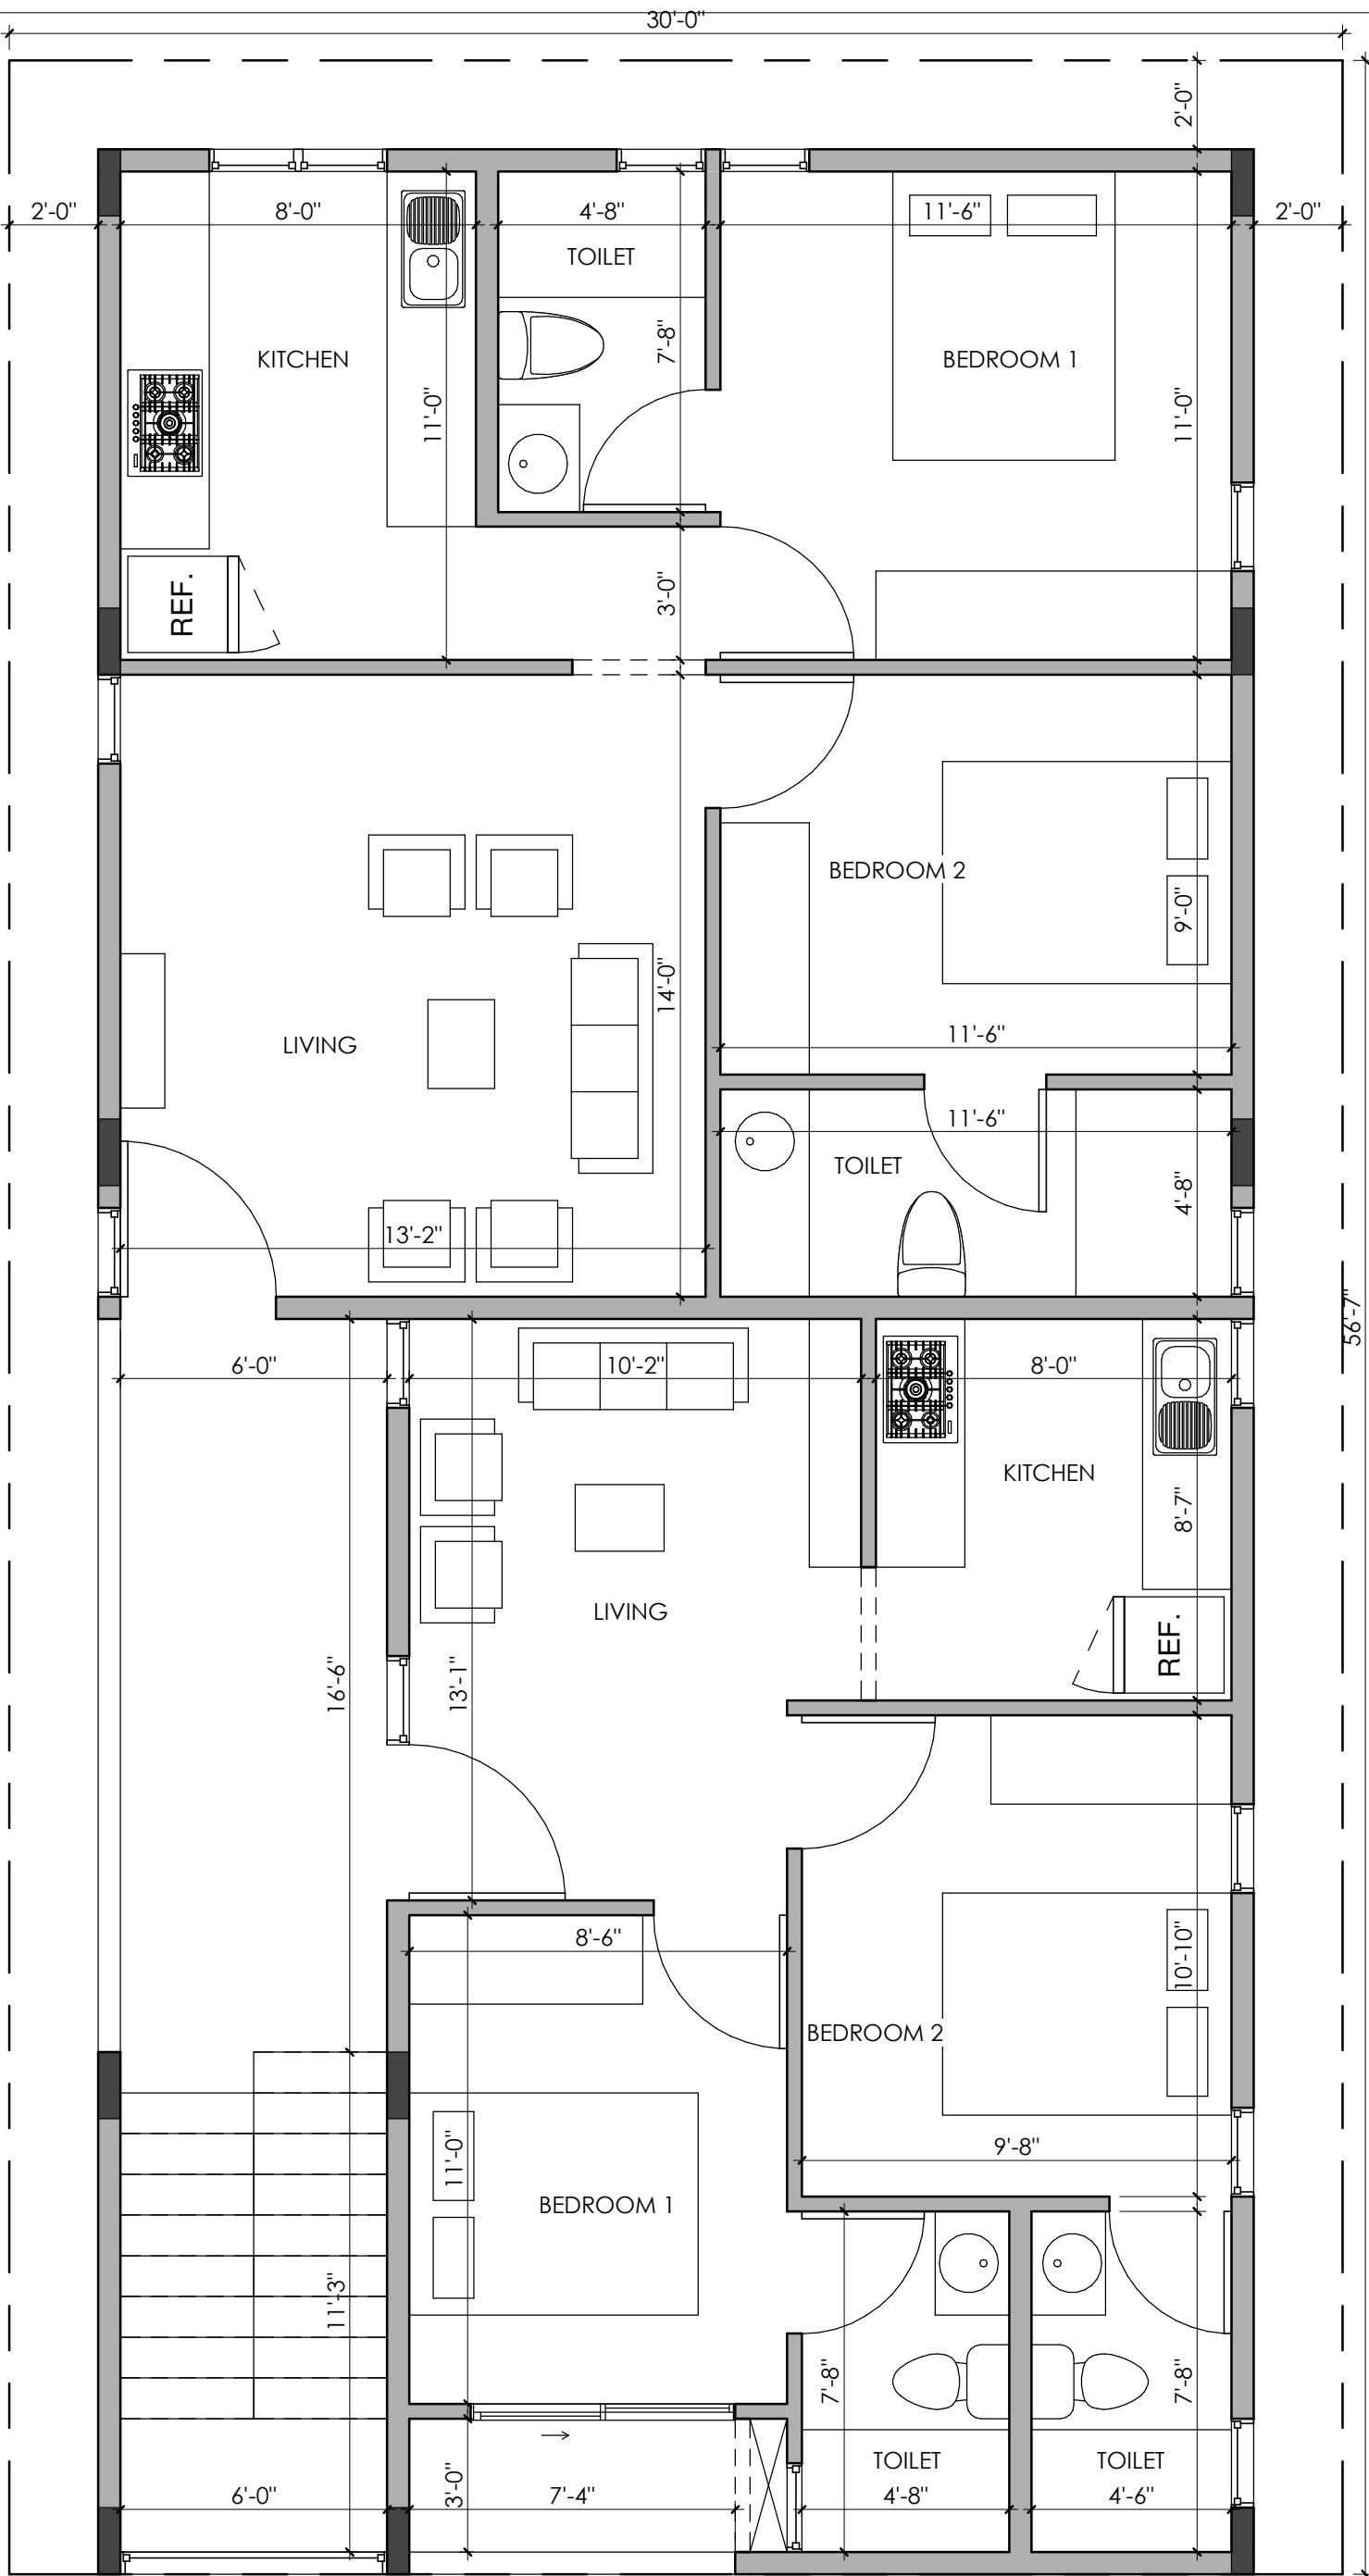 30'-0"
2'-0"
2'-0"
8'-0"
4'-8"
11'-6"
2'-0"
TOILET
KITCHEN
7'-8"
BEDROOM 1
11'-0"
11'-0"
REF.
3'-0"
BEDROOM 2
9'-0"
14'-0"
LIVING
11'-6"
11'-6"
TOILET
4'-8"
13'-2"
56'-7"
6'-0"
10'-2"
8'-0"
KITCHEN
8'-7"
LIVING
REF.
16'-6"
13'-1"
8'-6"
10'-10"
BEDROOM 2
9'-8"
11'-0"
BEDROOM 1
11'-3"
7'-8"
7'-8"
TOILET
TOILET
3'-0"
6'-0"
7'-4"
4'-8"
4'-6"